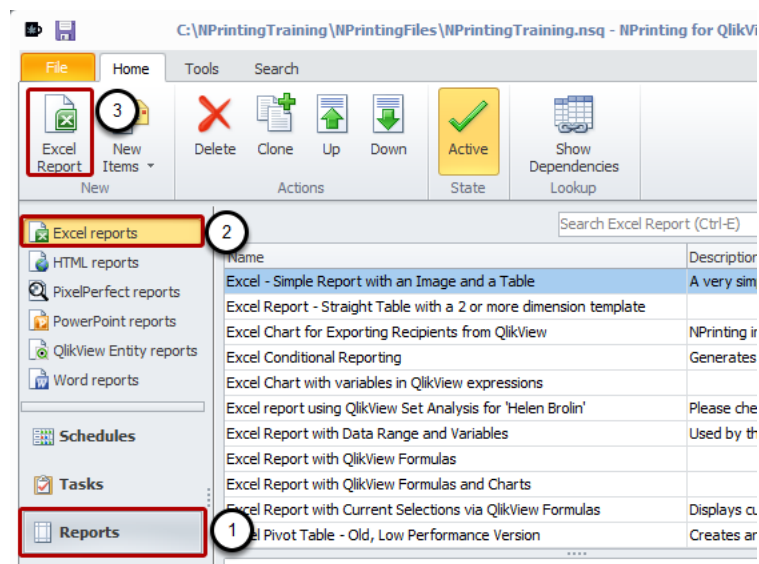 C:\NPrintingTraining\NPrintingFiles\NPrintingTraining.nsq - NPrinting for QlikVi
File Home Tools Search
3
Excel Report
New Items
Delete
Clone
Up
Down
Active
Show Dependencies
New
Actions
State
Lookup
Excel reports
2
HTML reports
PixelPerfect reports
PowerPoint reports
QlikView Entity reports
Word reports
Schedules
Tasks
Reports
1
Search Excel Report (Ctrl-E)
Name Description
Excel - Simple Report with an Image and a Table A very sim
Excel Report - Straight Table with a 2 or more dimension template
Excel Chart for Exporting Recipients from QlikView NPrinting i
Excel Conditional Reporting Generates
Excel Chart with variables in QlikView expressions
Excel report using QlikView Set Analysis for 'Helen Brolin' Please che
Excel Report with Data Range and Variables Used by th
Excel Report with QlikView Formulas
Excel Report with QlikView Formulas and Charts
Excel Report with Current Selections via QlikView Formulas Displays cu
el Pivot Table - Old, Low Performance Version Creates ar